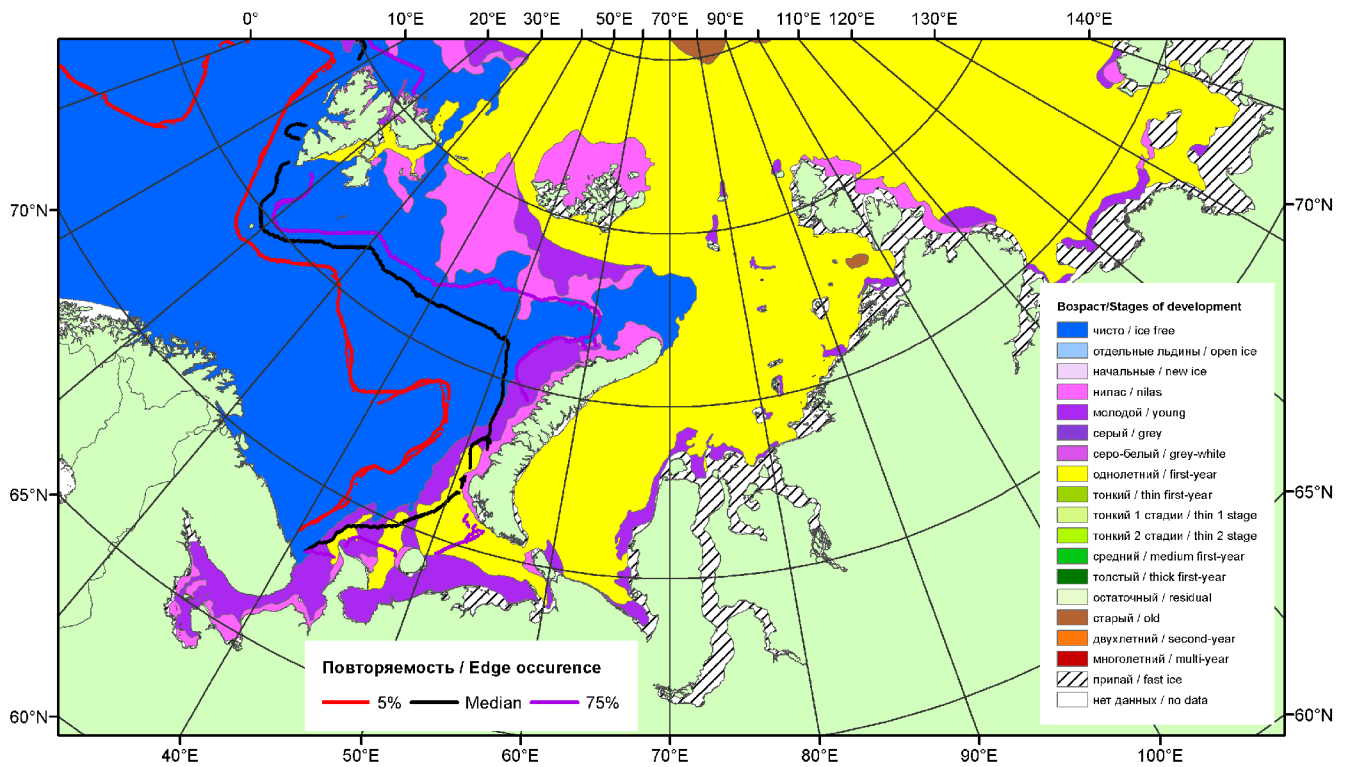 0° 10°E 20°E 30°E 50°E 70°E 90°E 110°E 120°E 130°E 140°E
70°N 70°N
65°N 65°N
60°N 60°N
Возраст/Stages of development
чисто / ice free
отдельные льдины / open ice
начальные / new ice
нилас / nilas
молодой / young
серый / grey
серо-белый / grey-white
однолетний / first-year
тонкий / thin first-year
тонкий 1 стадии / thin 1 stage
тонкий 2 стадии / thin 2 stage
средний / medium first-year
толстый / thick first-year
остаточный / residual
старый / old
двухлетний / second-year
многолетний / multi-year
припай / fast ice
нет данных / no data
Повторяемость / Edge occurence
5% Median 75%
40°E 50°E 60°E 70°E 80°E 90°E 100°E